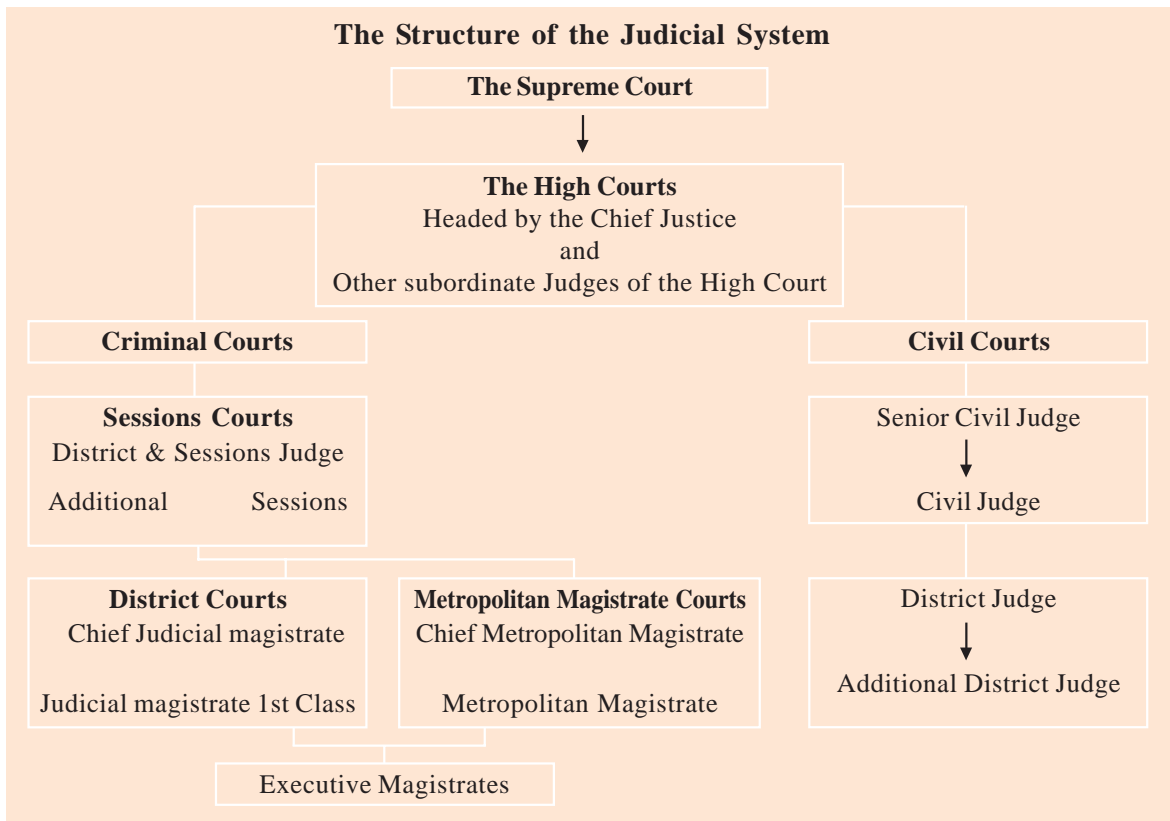 The Structure of the Judicial System
The Supreme Court
The High Courts
Headed by the Chief Justice
and
Other subordinate Judges of the High Court
Criminal Courts
Civil Courts
Sessions Courts
District & Sessions Judge
Additional Sessions
Senior Civil Judge
Civil Judge
District Courts
Chief Judicial magistrate
Judicial magistrate 1st Class
Metropolitan Magistrate Courts
Chief Metropolitan Magistrate
Metropolitan Magistrate
District Judge
Additional District Judge
Executive Magistrates